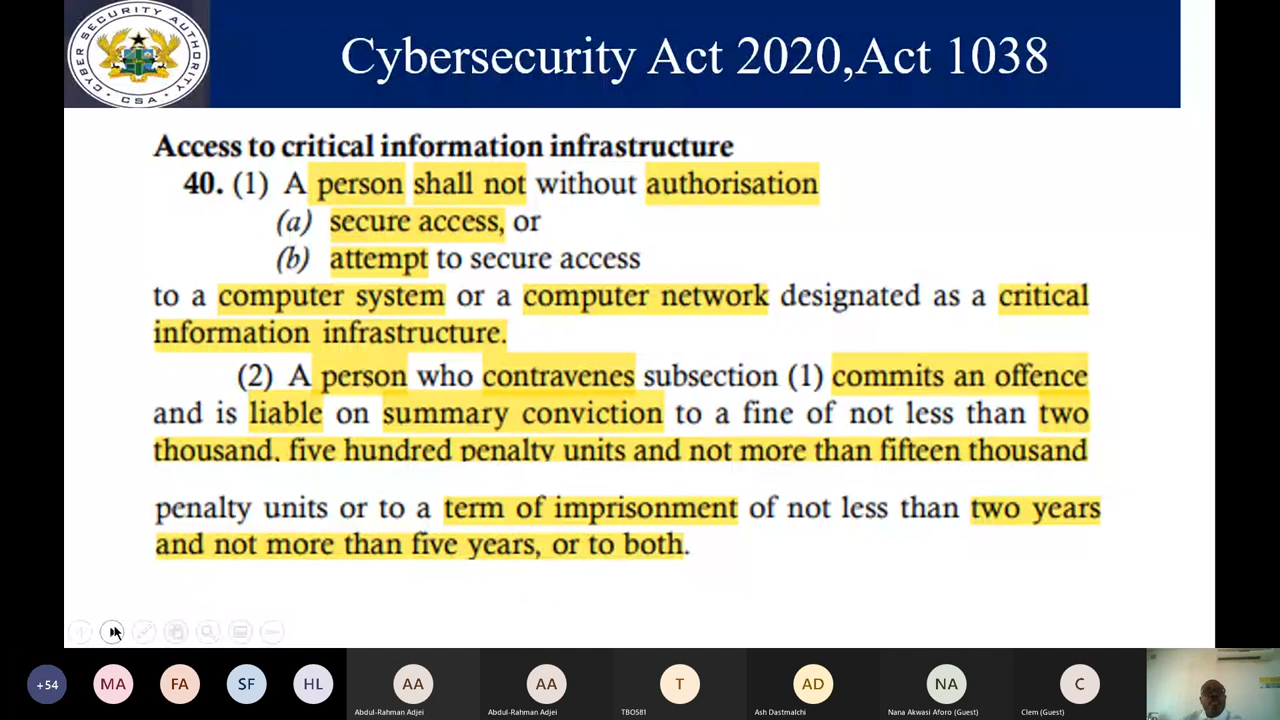 CYBER SECURITY AUTHORITY
• CSA •
Cybersecurity Act 2020,Act 1038
Access to critical information infrastructure
40. (1) A person shall not without authorisation
(a) secure access, or
(b) attempt to secure access
to a computer system or a computer network designated as a critical
information infrastructure.
(2) A person who contravenes subsection (1) commits an offence
and is liable on summary conviction to a fine of not less than two
thousand, five hundred penalty units and not more than fifteen thousand
penalty units or to a term of imprisonment of not less than two years
and not more than five years, or to both.
+54
MA
FA
SF
HL
AA
AA
T
AD
NA
C
Abdul-Rahman Adjei
Abdul-Rahman Adjei
TBO581
Ash Dastmalchi
Nana Akwasi Aforo (Guest)
Clem (Guest)